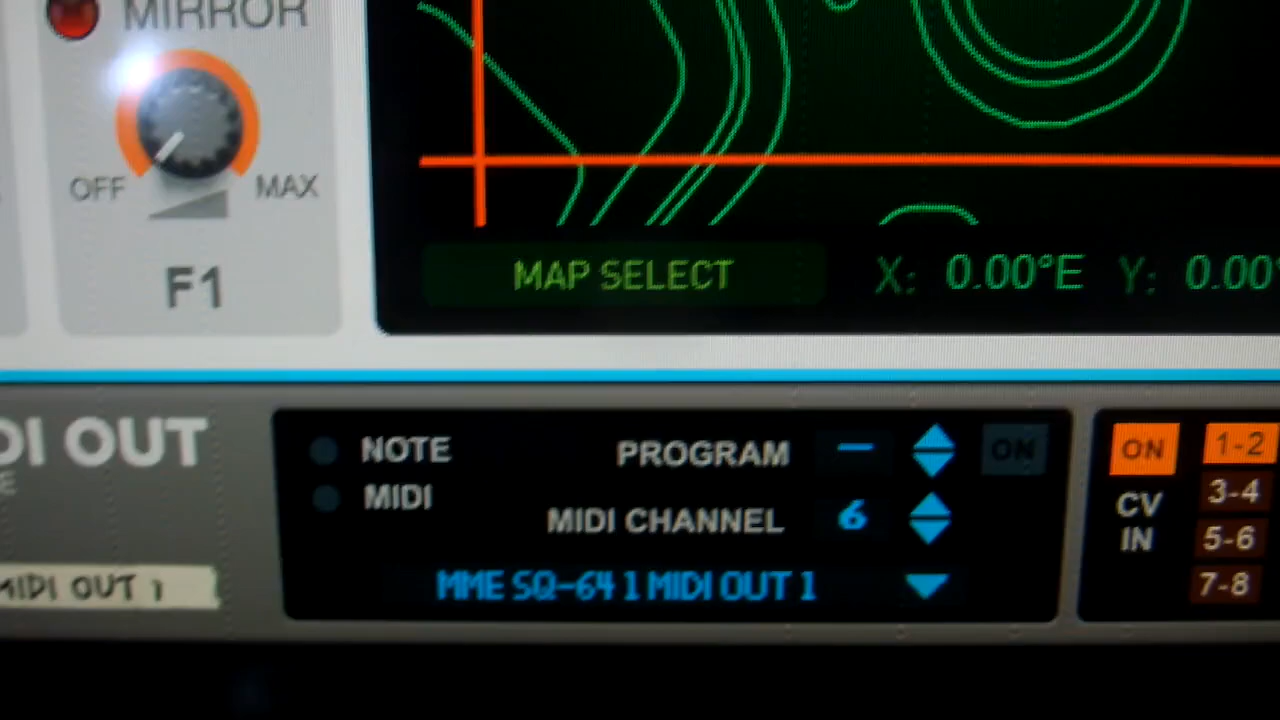 MIRROR
OFF MAX
F1
MAP SELECT X: 0.00°E Y: 0.00°
DI OUT
NOTE PROGRAM – ON
MIDI MIDI CHANNEL 6
MME SQ-64 1 MIDI OUT 1
MIDI OUT 1
ON 1-2
CV IN 3-4
5-6
7-8